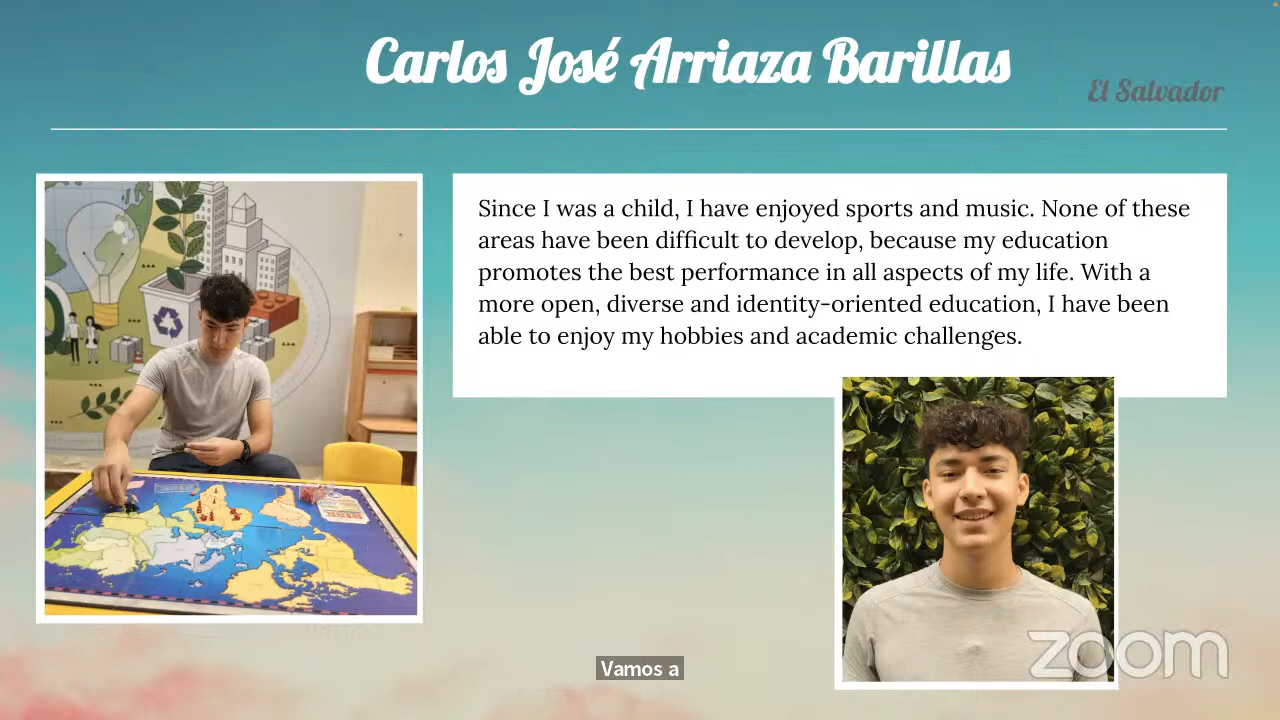 Carlos José Arriaza Barillas
El Salvador
Since I was a child, I have enjoyed sports and music. None of these
areas have been difficult to develop, because my education
promotes the best performance in all aspects of my life. With a
more open, diverse and identity-oriented education, I have been
able to enjoy my hobbies and academic challenges.
Vamos a
zoom